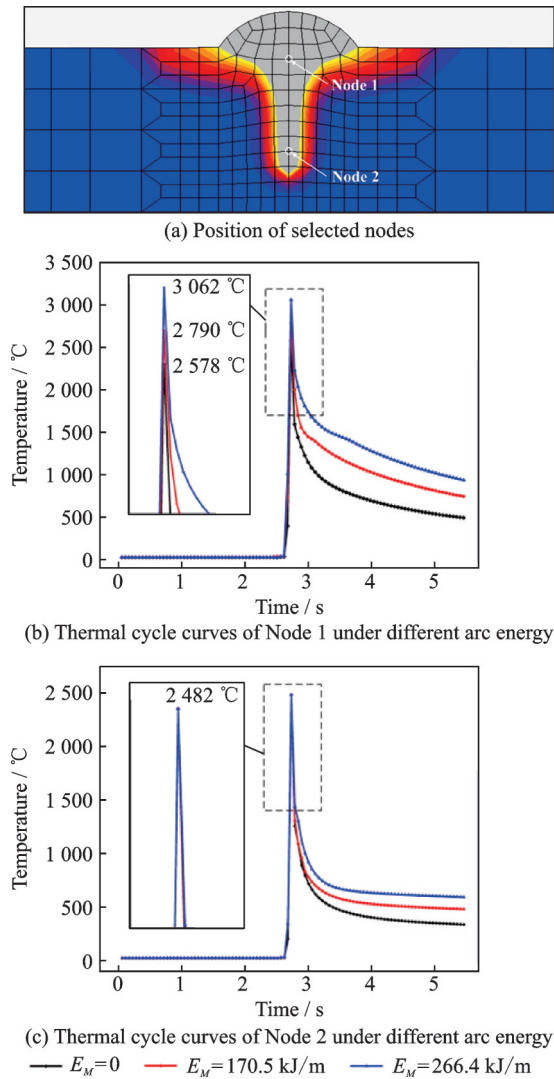 Node 1
Node 2
(a) Position of selected nodes
3 500
3 000
2 500
2 000
1 500
1 000
500
0
Temperature / ℃
3 062 ℃
2 790 ℃
2 578 ℃
0 1 2 3 4 5
Time / s
(b) Thermal cycle curves of Node 1 under different arc energy
2 500
2 000
1 500
1 000
500
0
Temperature / ℃
2 482 ℃
0 1 2 3 4 5
Time / s
(c) Thermal cycle curves of Node 2 under different arc energy
E_M=0 E_M=170.5 kJ/m E_M=266.4 kJ/m